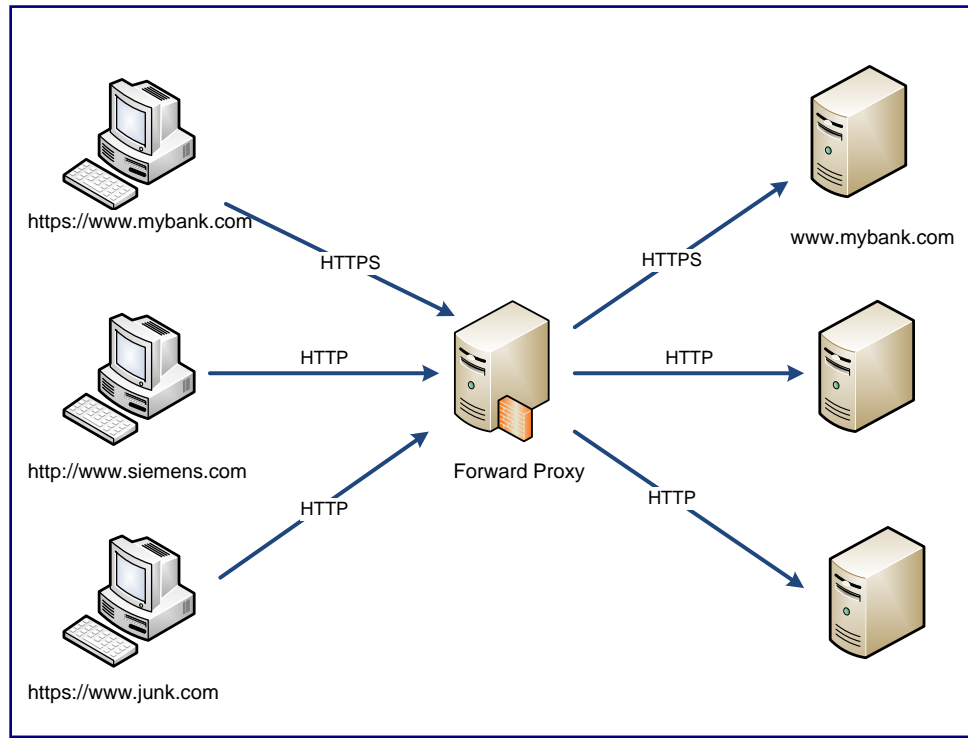 https://www.mybank.com
www.mybank.com
HTTPS
HTTPS
HTTP
HTTP
http://www.siemens.com
Forward Proxy
HTTP
HTTP
https://www.junk.com